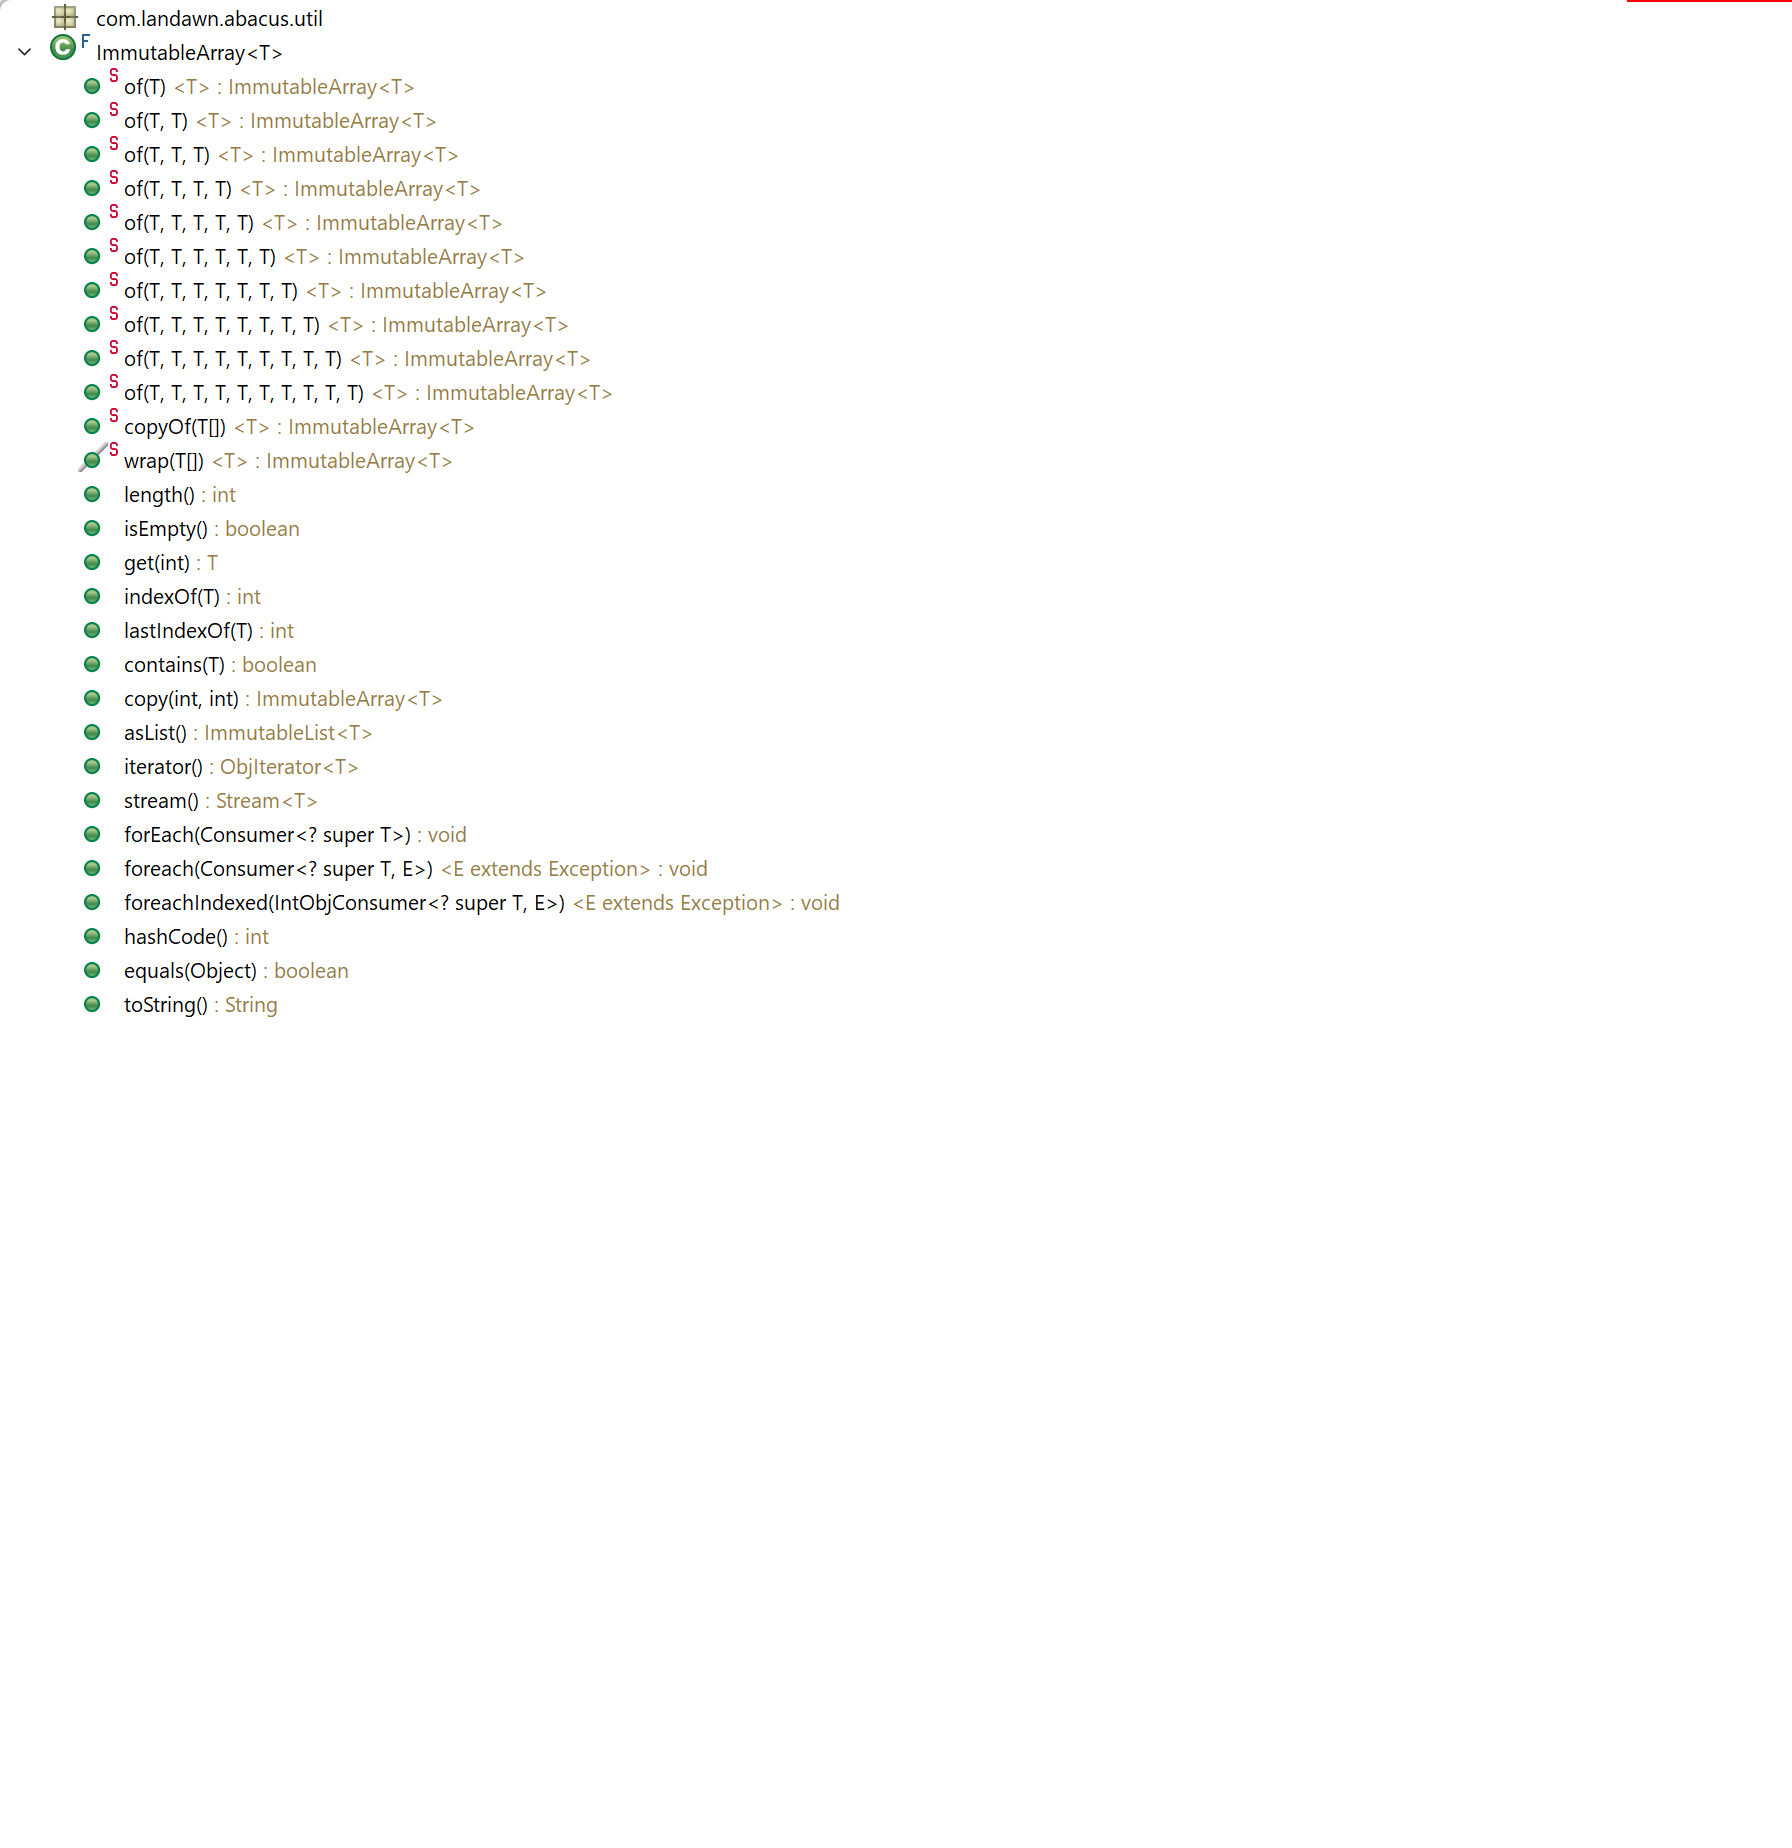 com.landawn.abacus.util
F ImmutableArray<T>
S of(T) <T> : ImmutableArray<T>
S of(T, T) <T> : ImmutableArray<T>
S of(T, T, T) <T> : ImmutableArray<T>
S of(T, T, T, T) <T> : ImmutableArray<T>
S of(T, T, T, T, T) <T> : ImmutableArray<T>
S of(T, T, T, T, T, T) <T> : ImmutableArray<T>
S of(T, T, T, T, T, T, T) <T> : ImmutableArray<T>
S of(T, T, T, T, T, T, T, T) <T> : ImmutableArray<T>
S of(T, T, T, T, T, T, T, T, T) <T> : ImmutableArray<T>
S of(T, T, T, T, T, T, T, T, T, T) <T> : ImmutableArray<T>
S copyOf(T[]) <T> : ImmutableArray<T>
S wrap(T[]) <T> : ImmutableArray<T>
length() : int
isEmpty() : boolean
get(int) : T
indexOf(T) : int
lastIndexOf(T) : int
contains(T) : boolean
copy(int, int) : ImmutableArray<T>
asList() : ImmutableList<T>
iterator() : ObjIterator<T>
stream() : Stream<T>
forEach(Consumer<? super T>) : void
foreach(Consumer<? super T, E>) <E extends Exception> : void
foreachIndexed(IntObjConsumer<? super T, E>) <E extends Exception> : void
hashCode() : int
equals(Object) : boolean
toString() : String